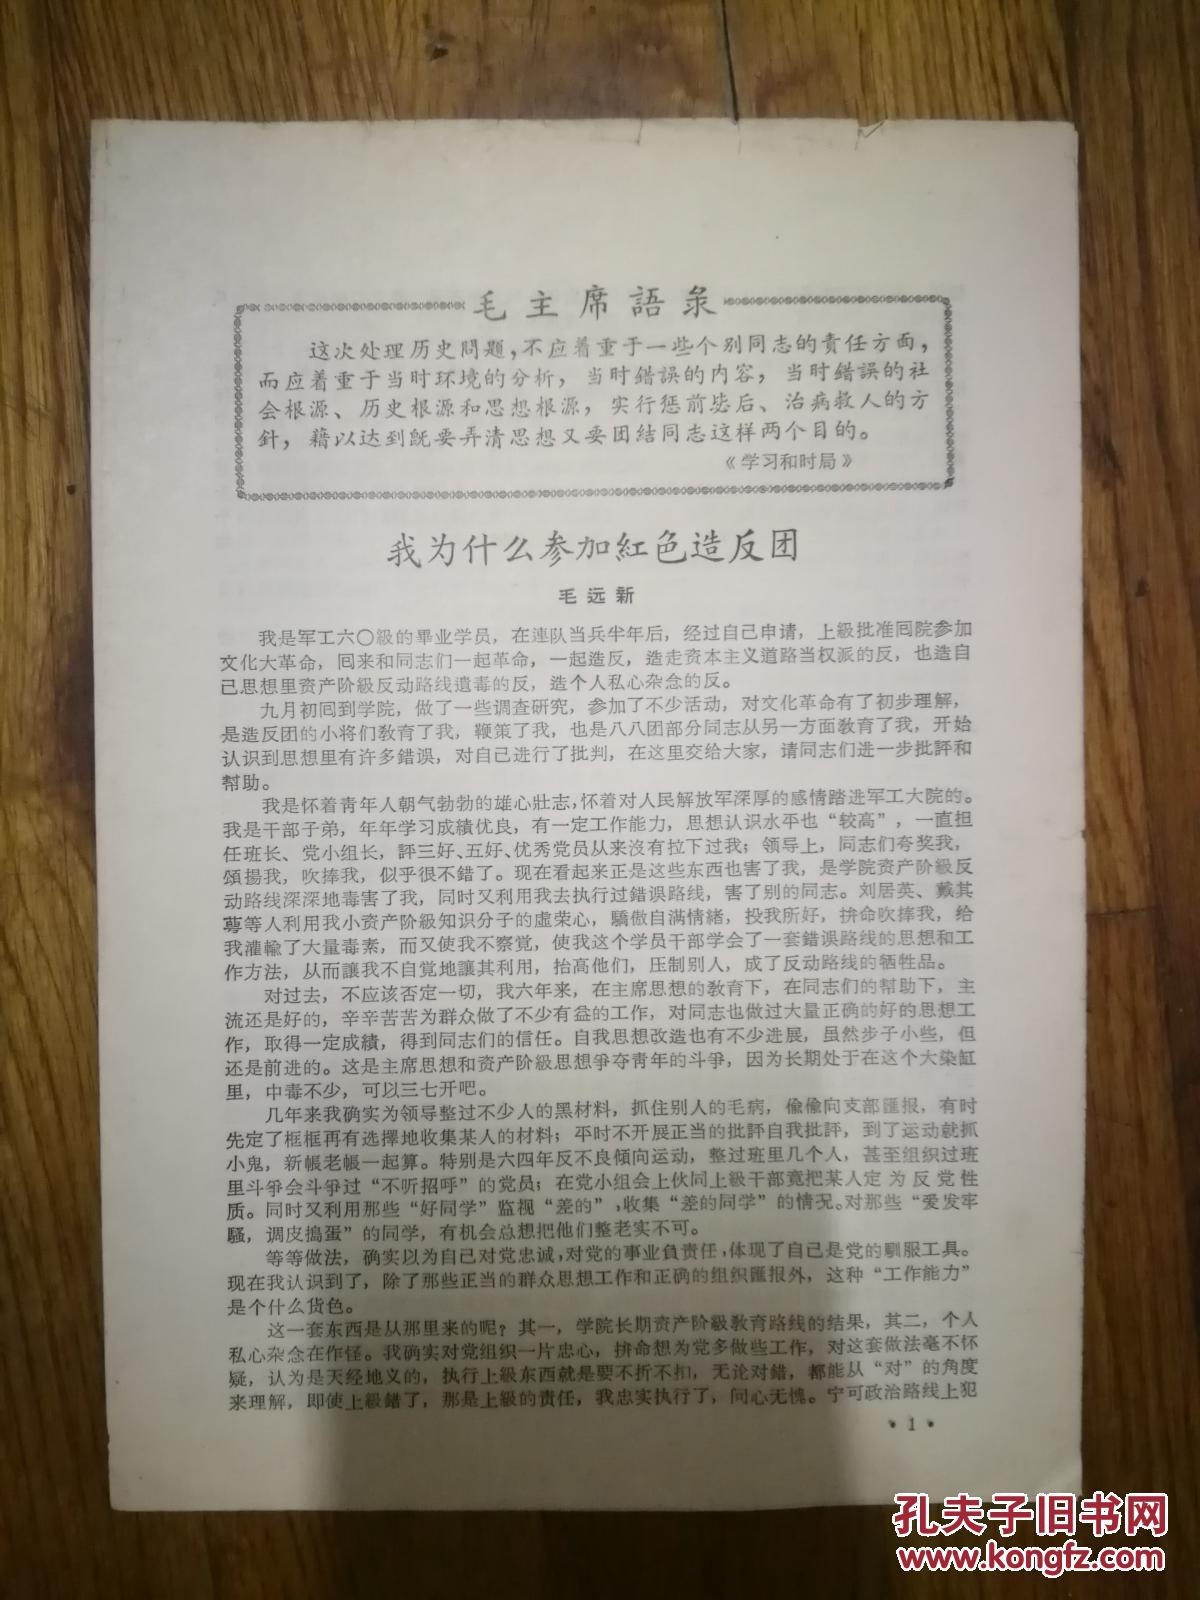 毛主席語彔
这次处理历史問題，不应着重于一些个别同志的責任方面，
而应着重于当时环境的分析，当时錯誤的内容，当时錯誤的社
会根源、历史根源和思想根源，实行惩前毖后、治病救人的方
針，藉以达到旣要弄清思想又要团结同志这样两个目的。
《学习和时局》
我为什么参加紅色造反团
毛远新
我是军工六〇級的畢业学员，在連队当兵半年后，经过自己申请，上級批准囘院参加
文化大革命，囘来和同志们一起革命，一起造反，造走资本主义道路当权派的反，也造自
己思想里资产阶級反动路线遺毒的反，造个人私心杂念的反。
九月初囘到学院，做了一些调查研究，参加了不少活动，对文化革命有了初步理解，
是造反团的小将们敎育了我，鞭策了我，也是八八团部分同志从另一方面敎育了我，开始
认识到思想里有许多錯误，对自己进行了批判，在这里交给大家，请同志们进一步批評和
幇助。
我是怀着靑年人朝气勃勃的雄心壯志，怀着对人民解放军深厚的感情踏进军工大院的。
我是干部子弟，年年学习成績优良，有一定工作能力，思想认识水平也“较高”，一直担
任班长、党小组长，評三好、五好、优秀党员从来沒有拉下过我；领导上，同志们夸奖我，
頌揚我，吹捧我，似乎很不错了。现在看起来正是这些东西也害了我，是学院资产阶級反
动路线深深地毒害了我，同时又利用我去执行过錯误路线，害了别的同志。刘居英、戴其
萼等人利用我小资产阶級知识分子的虛荣心，驕傲自满情緒，投我所好，拚命吹捧我，给
我灌輸了大量毒素，而又使我不察觉，使我这个学员干部学会了一套錯误路线的思想和工
作方法，从而讓我不自覚地讓其利用，抬高他们，压制别人，成了反动路线的牺牲品。
对过去，不应该否定一切，我六年来，在主席思想的敎育下，在同志们的幇助下，主
流还是好的，辛辛苦苦为群众做了不少有益的工作，对同志也做过大量正确的好的思想工
作，取得一定成績，得到同志们的信任。自我思想改造也有不少进展，虽然步子小些，但
还是前进的。这是主席思想和资产阶級思想爭夺靑年的斗爭，因为长期处于在这个大染缸
里，中毒不少，可以三七开吧。
几年来我确实为领导整过不少人的黑材料，抓住别人的毛病，偸偸向支部匯报，有时
先定了框框再有选擇地收集某人的材料；平时不开展正当的批評自我批評，到了运动就抓
小鬼，新帳老帳一起算。特别是六四年反不良傾向运动，整过班里几个人，甚至组织过班
里斗爭会斗爭过“不听招呼”的党员；在党小组会上伙同上級干部竟把某人定为反党性
质。同时又利用那些“好同学”监视“差的”，收集“差的同学”的情况。对那些“爱发牢
騷，调皮搗蛋”的同学，有机会总想把他们整老实不可。
等等做法，确实以为自己对党忠诚，对党的事业負责任，体现了自己是党的馴服工具。
现在我认识到了，除了那些正当的群众思想工作和正确的组织匯报外，这种“工作能力”
是个什么货色。
这一套东西是从那里来的呢？其一，学院长期资产阶級敎育路线的结果，其二，个人
私心杂念在作怪。我确实对党组织一片忠心，拚命想为党多做些工作，对这套做法毫不怀
疑，认为是天经地义的，执行上級东西就是要不折不扣，无论对錯，都能从“对”的角度
来理解，即使上級錯了，那是上級的责任，我忠实执行了，问心无愧。宁可政治路线上犯
·1·
孔夫子旧书网
www.kongfz.com